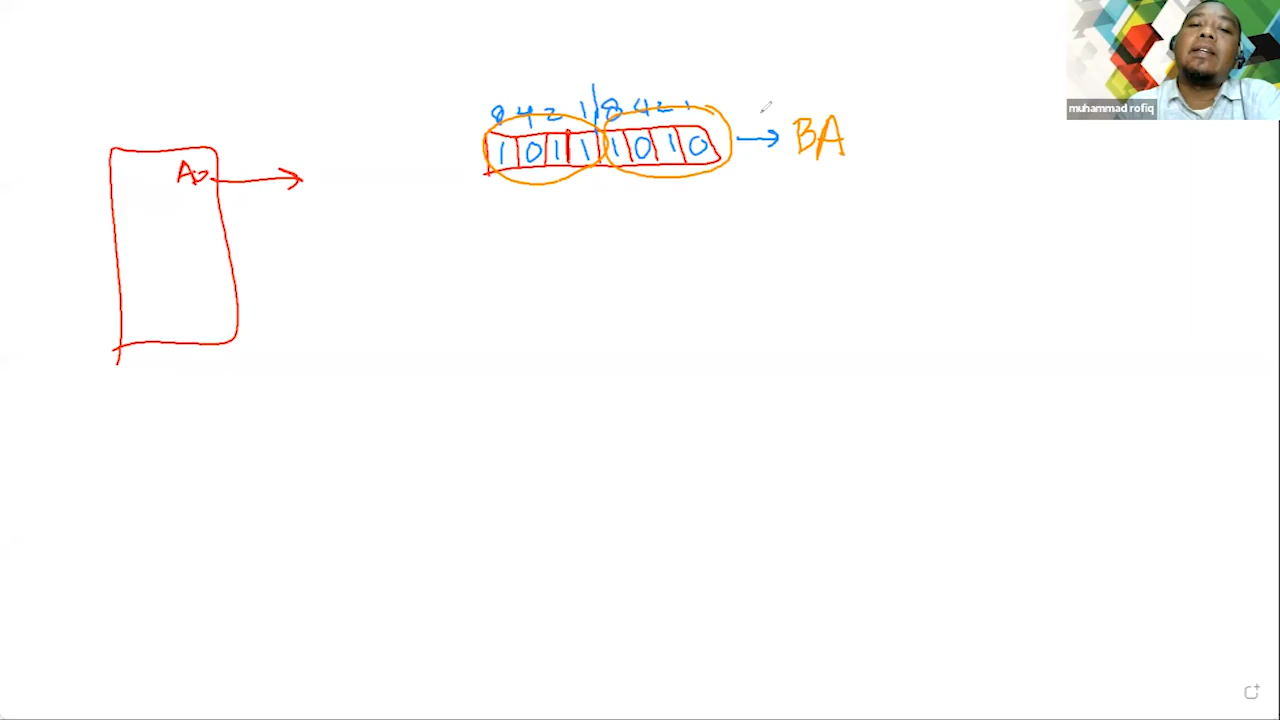 muhammad rofiq
8 4 2 1 | 8 4 2 1
1 0 1 1 1 0 1 0 → BA
A0